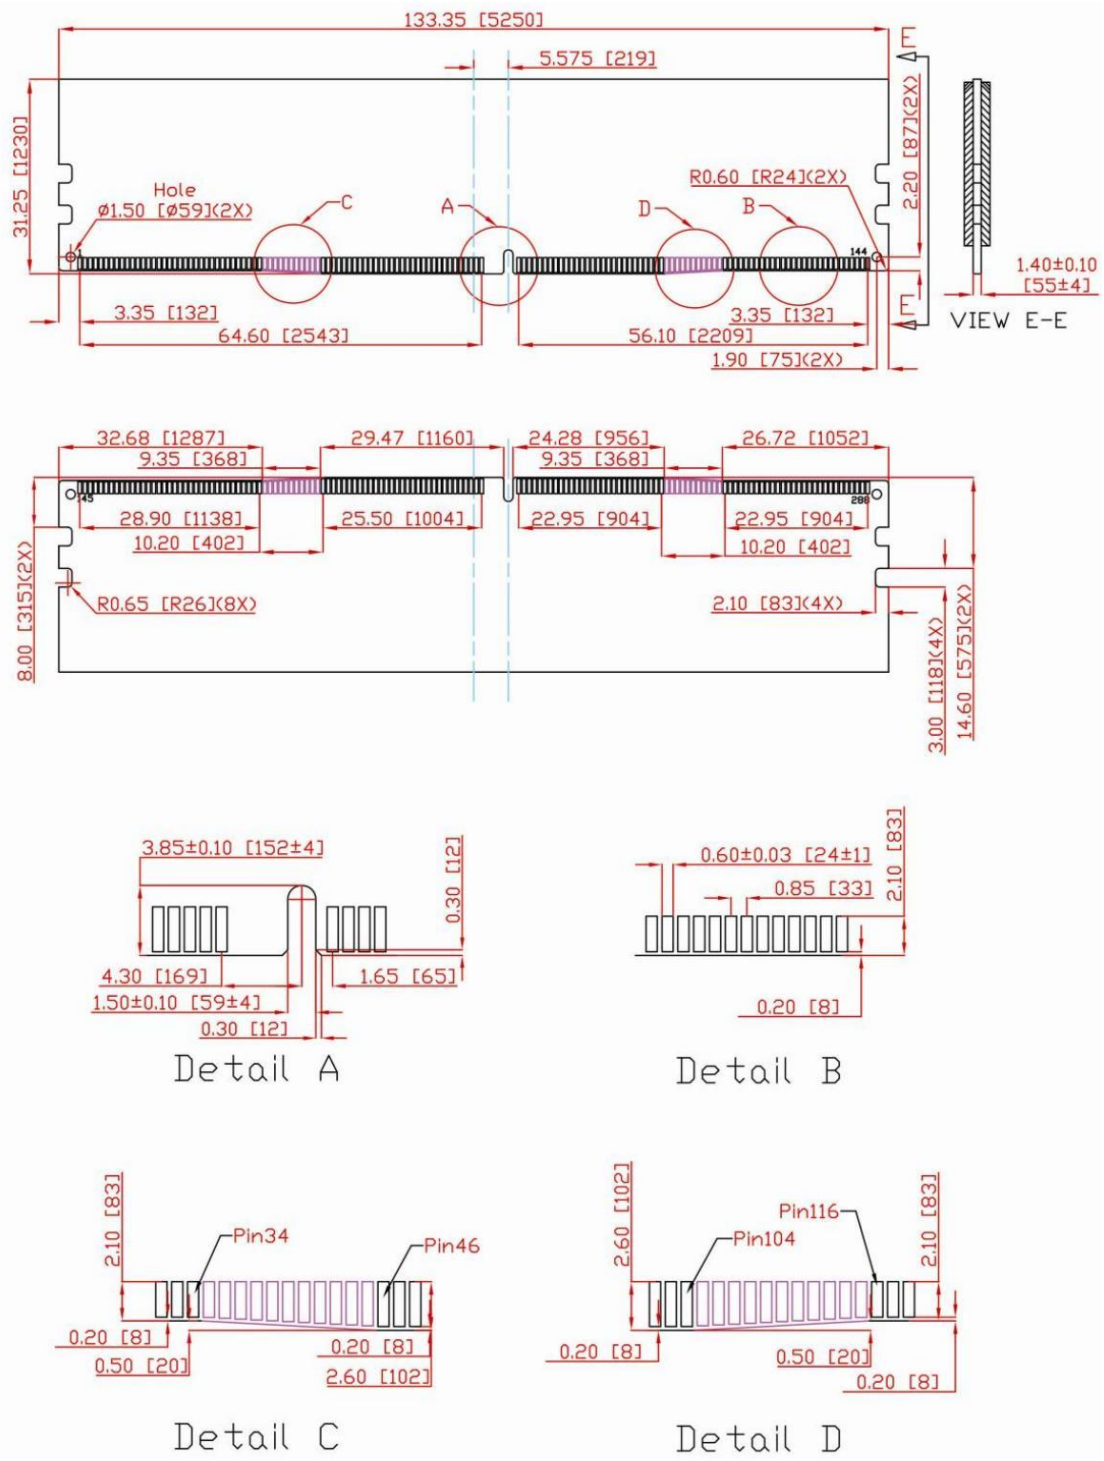 133.35 [5250]
5.575 [219]
E
31.25 [1230]
2.20 [87](2X)
R0.60 [R24](2X)
Hole
Ø1.50 [Ø59](2X)
C
A
D
B
1
144
1.40±0.10
[55±4]
3.35 [132]
3.35 [132]
E
VIEW E-E
64.60 [2543]
56.10 [2209]
1.90 [75](2X)
32.68 [1287]
29.47 [1160]
24.28 [956]
26.72 [1052]
9.35 [368]
9.35 [368]
145
288
28.90 [1138]
25.50 [1004]
22.95 [904]
22.95 [904]
10.20 [402]
10.20 [402]
8.00 [315](2X)
R0.65 [R26](8X)
2.10 [83](4X)
3.00 [118](4X)
14.60 [575](2X)
3.85±0.10 [152±4]
0.30 [12]
4.30 [169]
1.65 [65]
1.50±0.10 [59±4]
0.30 [12]
Detail A
0.60±0.03 [24±1]
2.10 [83]
0.85 [33]
0.20 [8]
Detail B
2.10 [83]
Pin34
Pin46
0.20 [8]
0.20 [8]
0.50 [20]
2.60 [102]
Detail C
2.60 [102]
Pin116
Pin104
2.10 [83]
0.20 [8]
0.50 [20]
0.20 [8]
Detail D